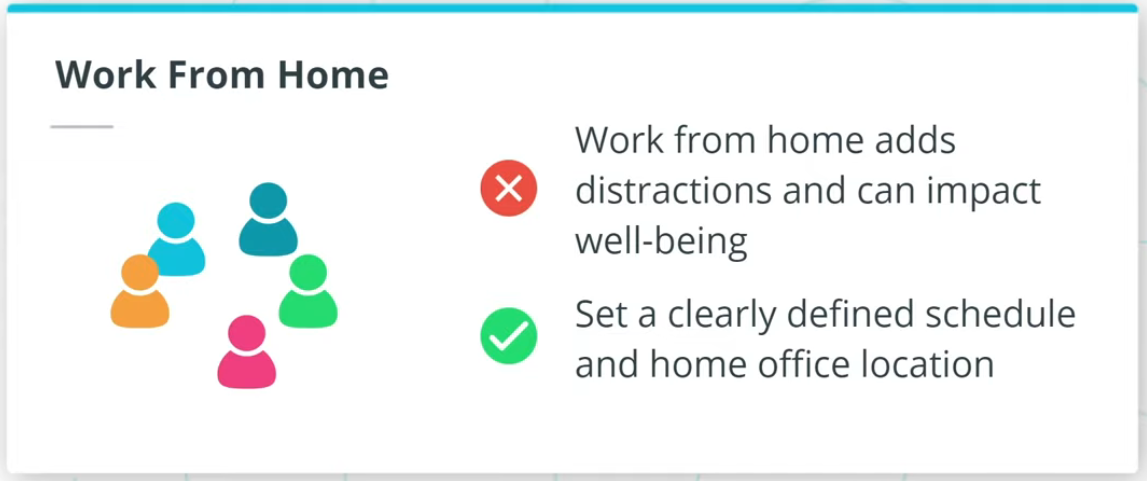 Work From Home
Work from home adds
distractions and can impact
well-being
Set a clearly defined schedule
and home office location